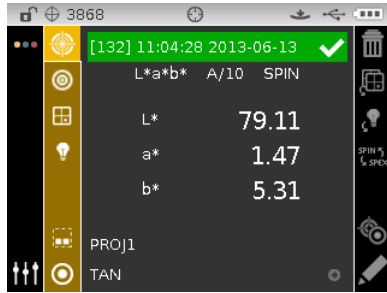 3868
[132] 11:04:28 2013-06-13
L*a*b* A/10 SPIN
L* 79.11
a* 1.47
b* 5.31
SPIN
SPEX
PROJ1
TAN